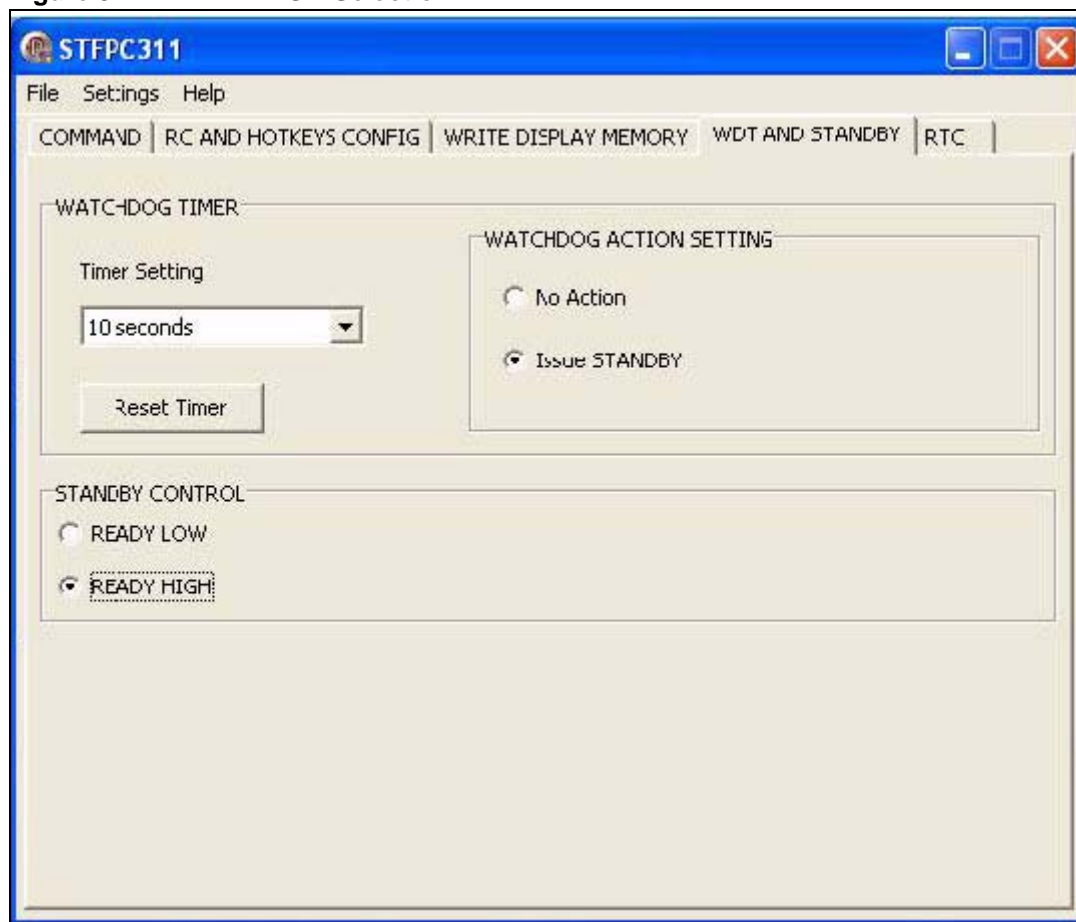 STFPC311
File Settings Help
COMMAND RC AND HOTKEYS CONFIG WRITE DISPLAY MEMORY WDT AND STANDBY RTC
WATCHDOG TIMER
WATCHDOG ACTION SETTING
Timer Setting
No Action
10 seconds
Issue STANDBY
Reset Timer
STANDBY CONTROL
READY LOW
READY HIGH